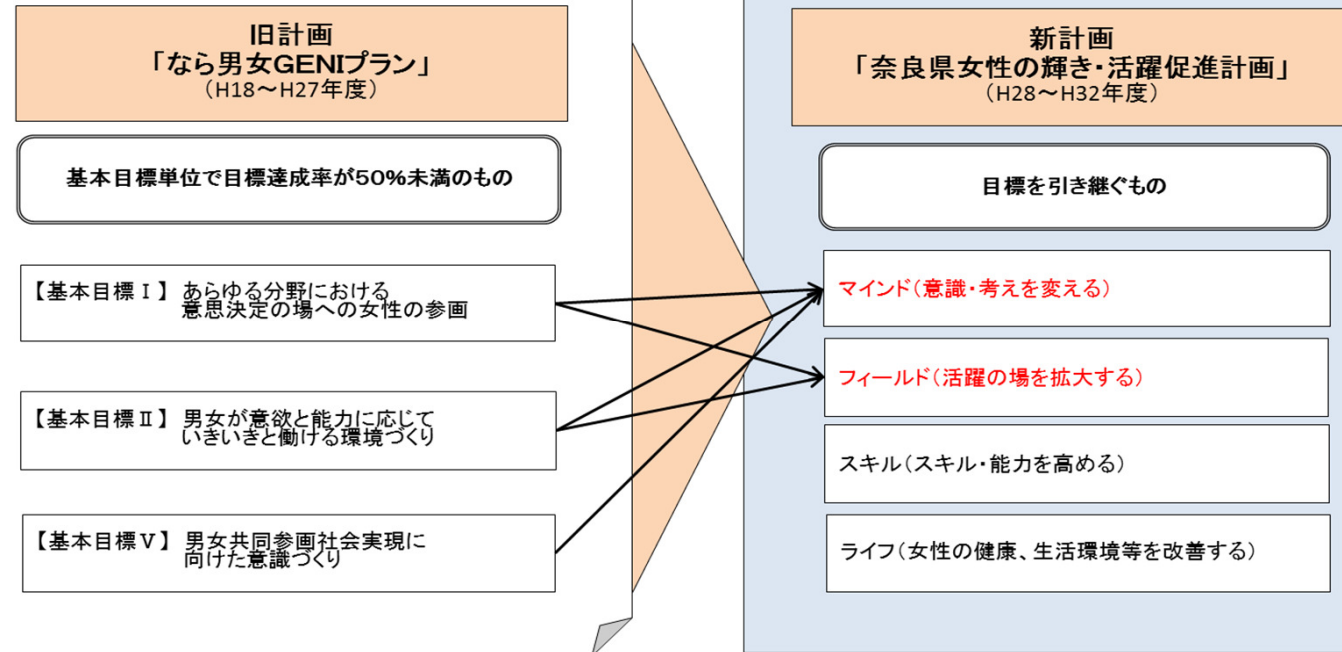 旧計画
「なら男女GENIプラン」
（H18～H27年度）
基本目標単位で目標達成率が50%未満のもの
【基本目標Ⅰ】 あらゆる分野における
意思決定の場への女性の参画
【基本目標Ⅱ】 男女が意欲と能力に応じて
いきいきと働ける環境づくり
【基本目標Ⅴ】 男女共同参画社会実現に
向けた意識づくり
新計画
「奈良県女性の輝き・活躍促進計画」
（H28～H32年度）
目標を引き継ぐもの
マインド（意識・考えを変える）
フィールド（活躍の場を拡大する）
スキル（スキル・能力を高める）
ライフ（女性の健康、生活環境等を改善する）